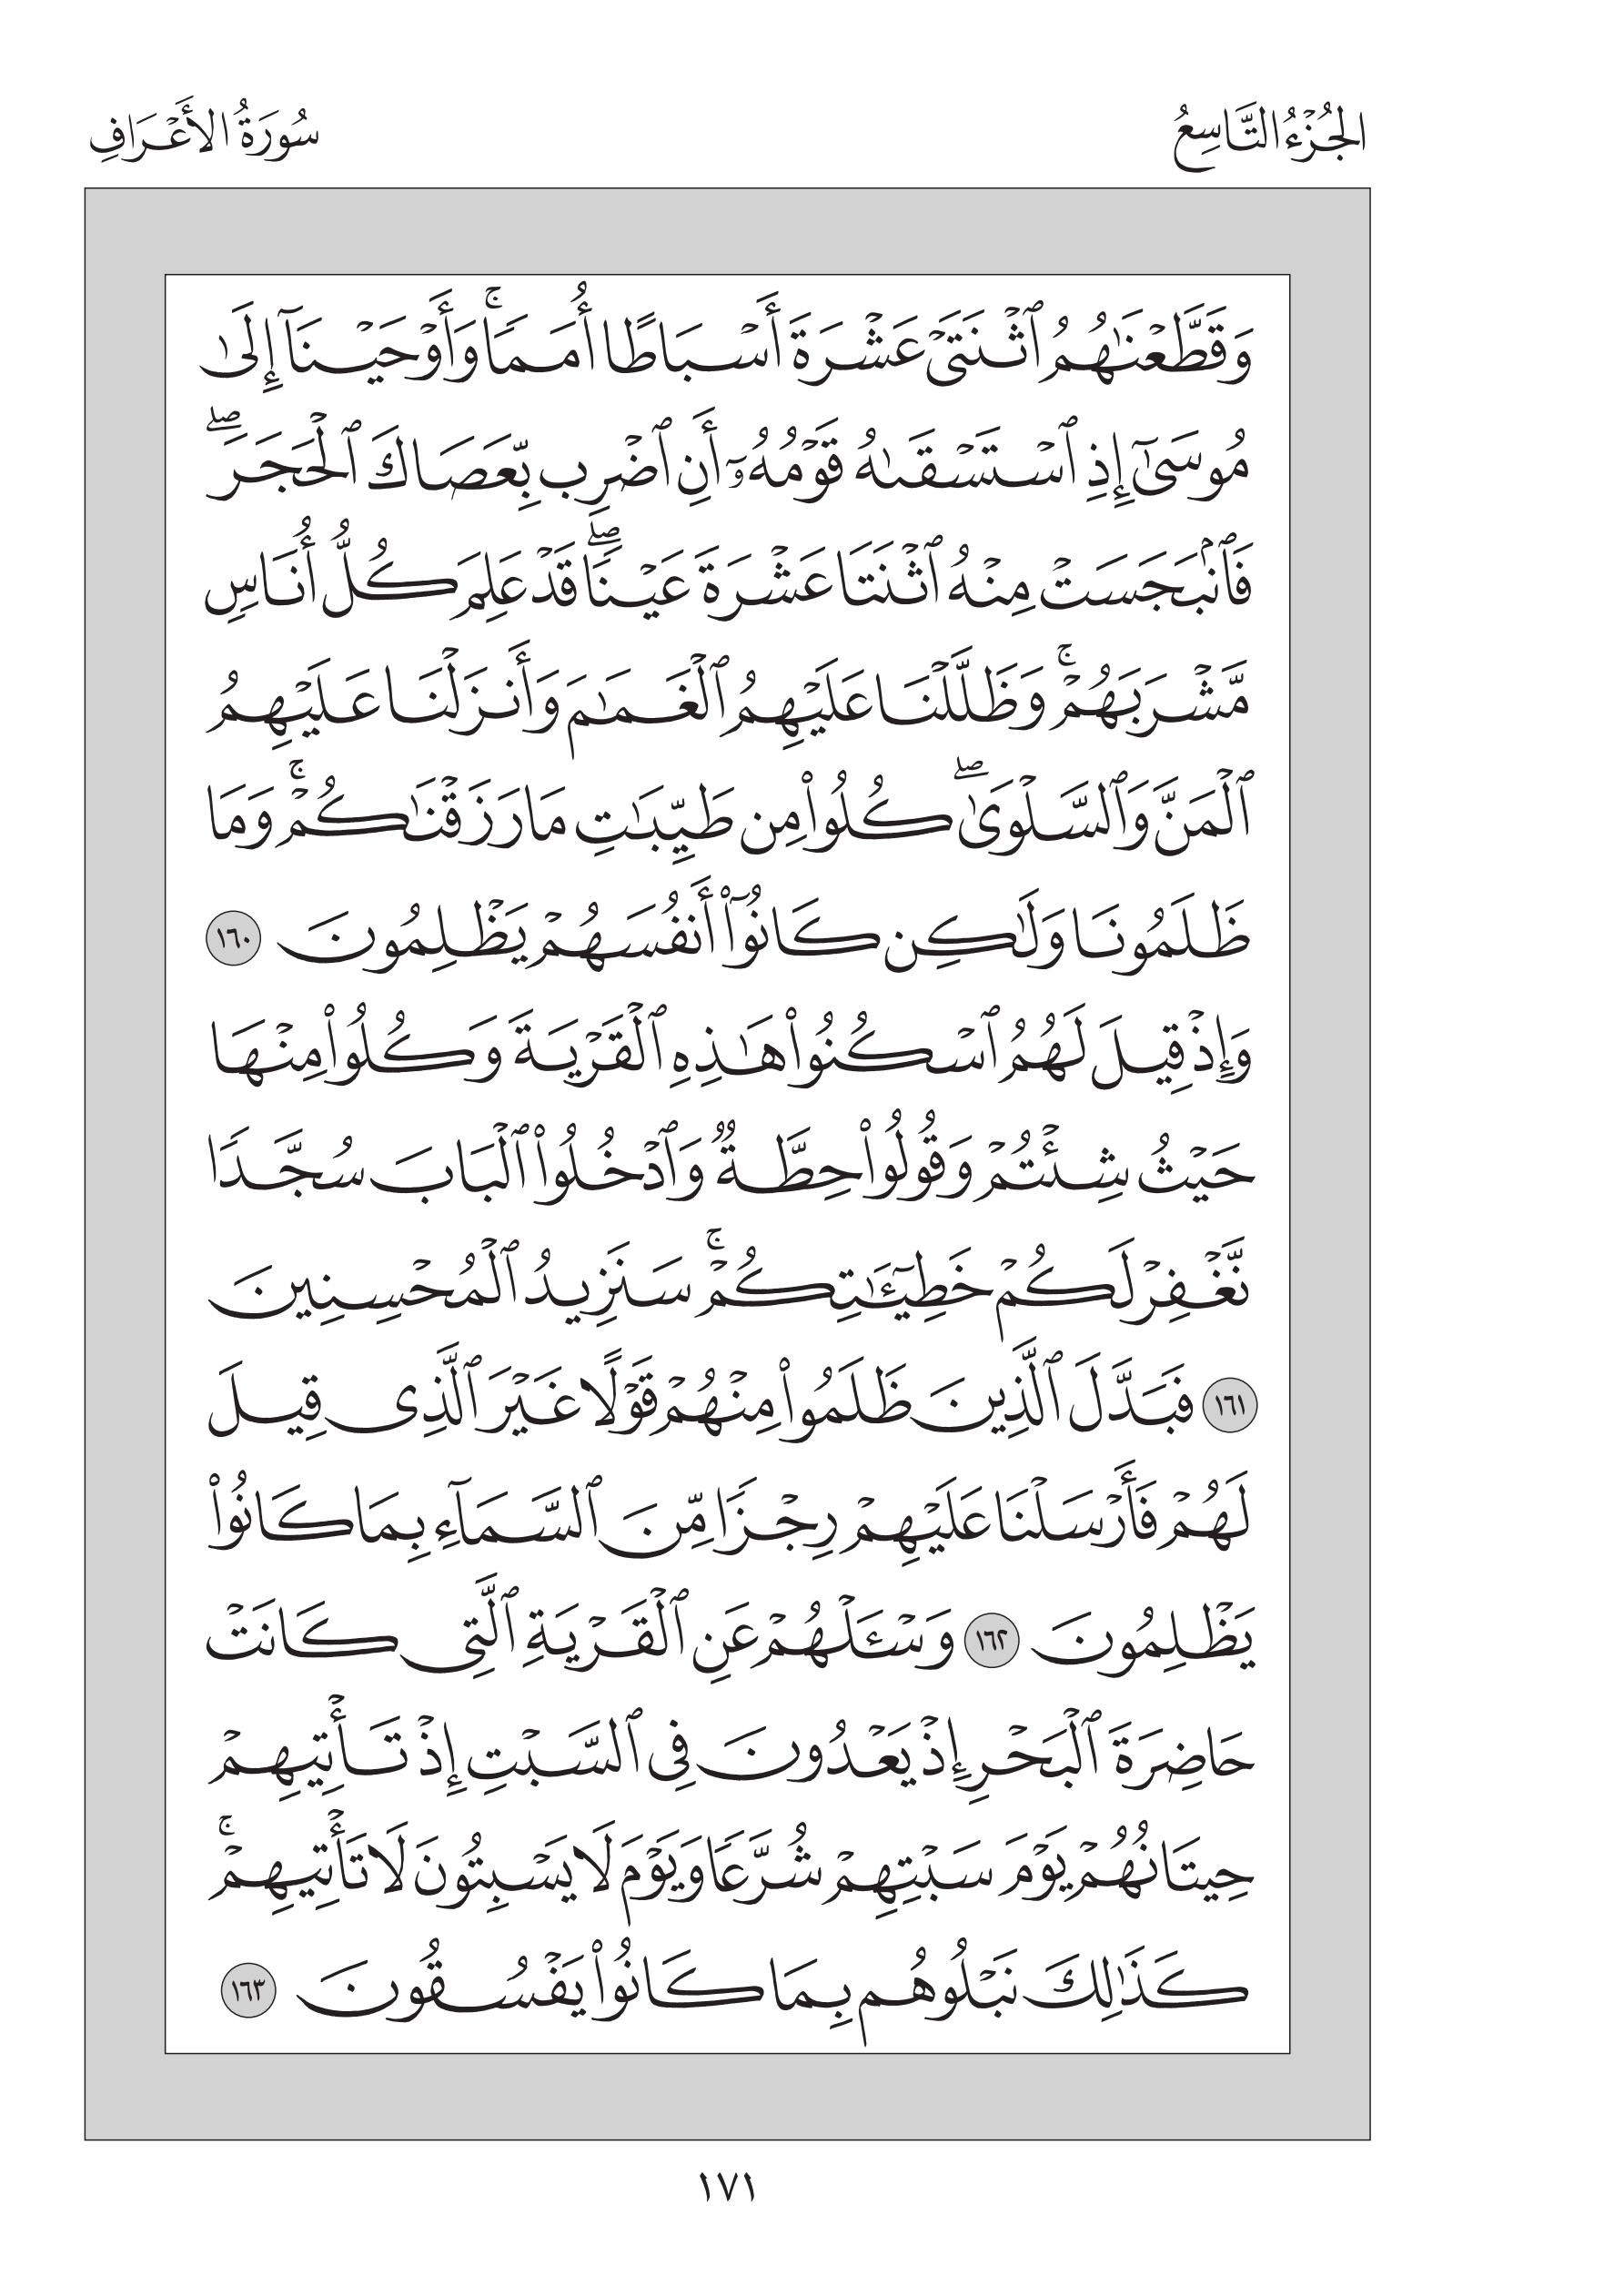 الجُزْءُ التَّاسِعُ
سُورَةُ الأَعْرَافِ
وَقَطَّعْنَٰهُمُ ٱثْنَتَىْ عَشْرَةَ أَسْبَاطًا أُمَمًاۚ وَأَوْحَيْنَآ إِلَىٰ
مُوسَىٰٓ إِذِ ٱسْتَسْقَىٰهُ قَوْمُهُۥٓ أَنِ ٱضْرِب بِّعَصَاكَ ٱلْحَجَرَۖ
فَٱنۢبَجَسَتْ مِنْهُ ٱثْنَتَا عَشْرَةَ عَيْنًاۖ قَدْ عَلِمَ كُلُّ أُنَاسٍ
مَّشْرَبَهُمْۚ وَظَلَّلْنَا عَلَيْهِمُ ٱلْغَمَٰمَ وَأَنزَلْنَا عَلَيْهِمُ
ٱلْمَنَّ وَٱلسَّلْوَىٰۖ كُلُوا۟ مِن طَيِّبَٰتِ مَا رَزَقْنَٰكُمْۚ وَمَا
ظَلَمُونَا وَلَٰكِن كَانُوٓا۟ أَنفُسَهُمْ يَظْلِمُونَ ١٦٠
وَإِذْ قِيلَ لَهُمُ ٱسْكُنُوا۟ هَٰذِهِ ٱلْقَرْيَةَ وَكُلُوا۟ مِنْهَا
حَيْثُ شِئْتُمْ وَقُولُوا۟ حِطَّةٌ وَٱدْخُلُوا۟ ٱلْبَابَ سُجَّدًا
نَّغْفِرْ لَكُمْ خَطِيٓـَٰٔتِكُمْۚ سَنَزِيدُ ٱلْمُحْسِنِينَ
١٦١ فَبَدَّلَ ٱلَّذِينَ ظَلَمُوا۟ مِنْهُمْ قَوْلًا غَيْرَ ٱلَّذِى قِيلَ
لَهُمْ فَأَرْسَلْنَا عَلَيْهِمْ رِجْزًا مِّنَ ٱلسَّمَآءِ بِمَا كَانُوا۟
يَظْلِمُونَ ١٦٢ وَسْـَٔلْهُمْ عَنِ ٱلْقَرْيَةِ ٱلَّتِى كَانَتْ
حَاضِرَةَ ٱلْبَحْرِ إِذْ يَعْدُونَ فِى ٱلسَّبْتِ إِذْ تَأْتِيهِمْ
حِيتَانُهُمْ يَوْمَ سَبْتِهِمْ شُرَّعًا وَيَوْمَ لَا يَسْبِتُونَ لَا تَأْتِيهِمْۚ
كَذَٰلِكَ نَبْلُوهُم بِمَا كَانُوا۟ يَفْسُقُونَ ١٦٣
١٧١